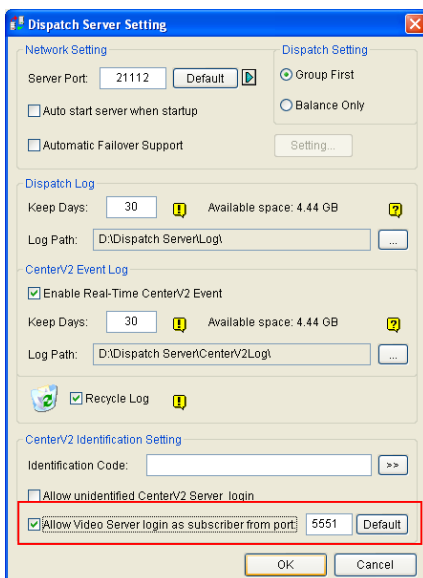 Dispatch Server Setting
Network Setting
Server Port: 21112 Default
Auto start server when startup
Automatic Failover Support
Dispatch Setting
Group First
Balance Only
Setting...
Dispatch Log
Keep Days: 30 ! Available space: 4.44 GB ?
Log Path: D:\Dispatch Server\Log\ ...
CenterV2 Event Log
Enable Real-Time CenterV2 Event
Keep Days: 30 ! Available space: 4.44 GB ?
Log Path: D:\Dispatch Server\CenterV2Log\ ...
Recycle Log !
CenterV2 Identification Setting
Identification Code: >>
Allow unidentified CenterV2 Server login
Allow Video Server login as subscriber from port: 5551 Default
OK Cancel